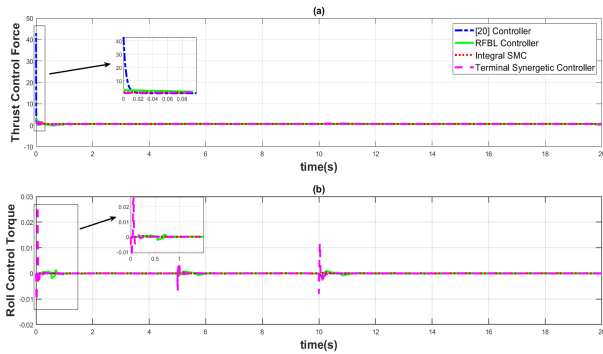 (a)
Thrust Control Force
50
40
30
20
10
0
-10
0 2 4 6 8 10 12 14 16 18 20
time(s)
40
30
20
10
0 0.02 0.04 0.06 0.08
[20] Controller
RFBL Controller
Integral SMC
Terminal Synergetic Controller
(b)
Roll Control Torque
0.03
0.02
0.01
0
-0.01
-0.02
0 2 4 6 8 10 12 14 16 18 20
time(s)
0.02
0.01
0
-0.01
0 0.5 1